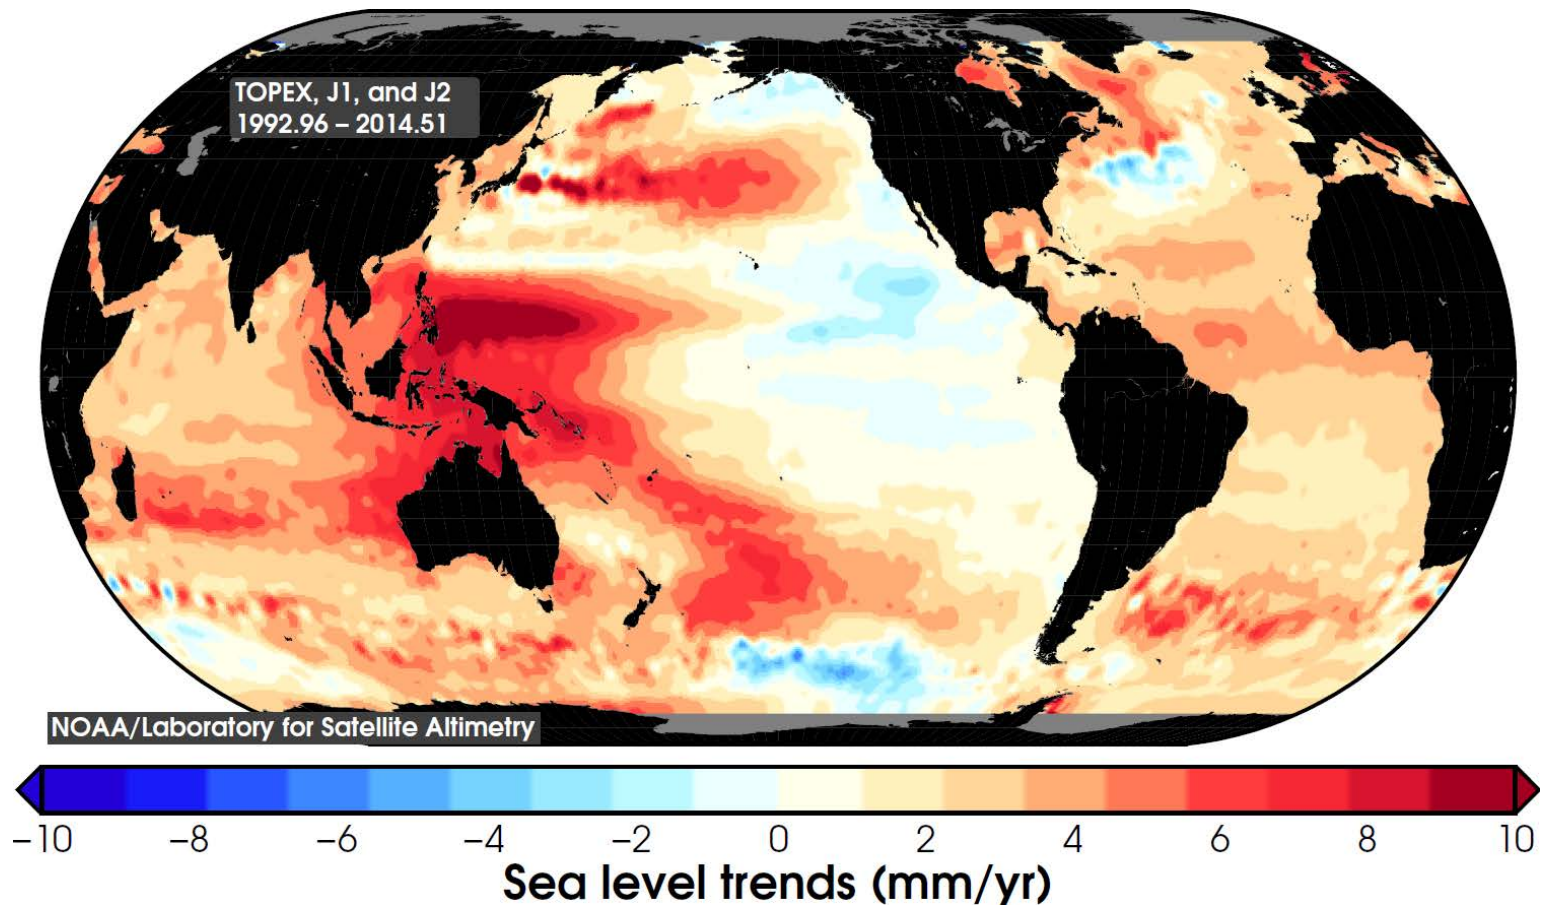 TOPEX, J1, and J2
1992.96 – 2014.51
NOAA/Laboratory for Satellite Altimetry
−10 −8 −6 −4 −2 0 2 4 6 8 10
Sea level trends (mm/yr)